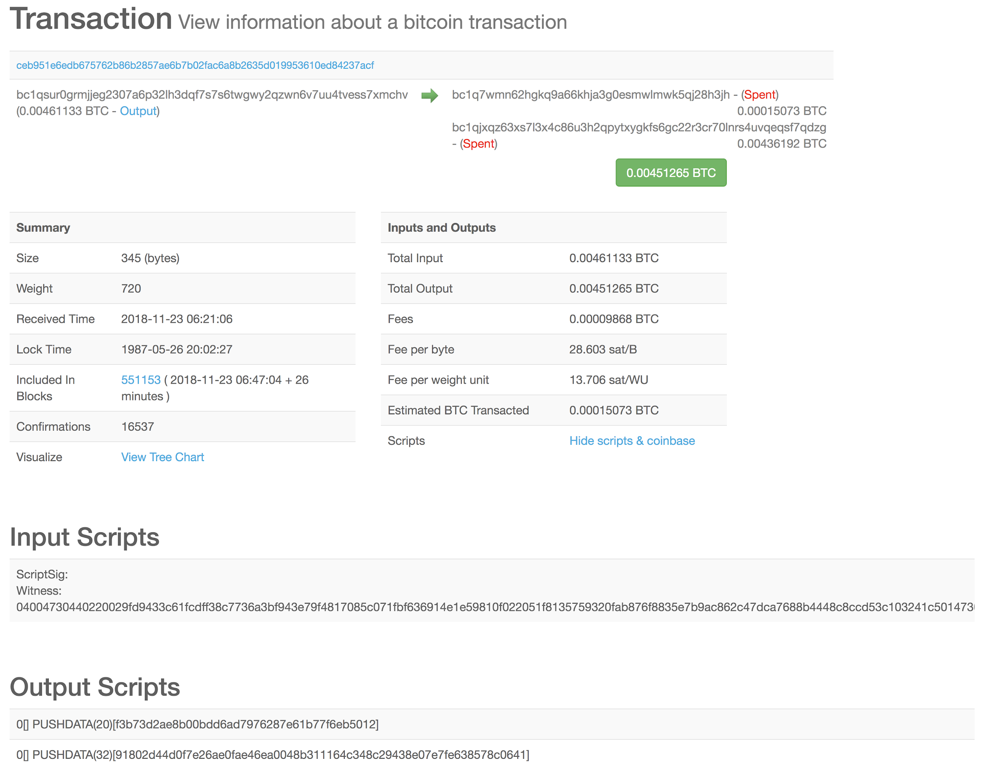 Transaction View information about a bitcoin transaction
ceb951e6edb675762b86b2857ae6b7b02fac6a8b2635d019953610ed84237acf
bc1qsur0grmjjeg2307a6p32lh3dqf7s7s6twgwy2qzwn6v7uu4tvess7xmchv
(0.00461133 BTC - Output)
bc1q7wmn62hgkq9a66khja3g0esmwlmwk5qj28h3jh - (Spent)
0.00015073 BTC
bc1qjxqz63xs7l3x4c86u3h2qpytxygkfs6gc22r3cr70lnrs4uvqeqsf7qdzg
- (Spent) 0.00436192 BTC
0.00451265 BTC
Summary
Size 345 (bytes)
Weight 720
Received Time 2018-11-23 06:21:06
Lock Time 1987-05-26 20:02:27
Included In Blocks 551153 ( 2018-11-23 06:47:04 + 26
minutes )
Confirmations 16537
Visualize View Tree Chart
Inputs and Outputs
Total Input 0.00461133 BTC
Total Output 0.00451265 BTC
Fees 0.00009868 BTC
Fee per byte 28.603 sat/B
Fee per weight unit 13.706 sat/WU
Estimated BTC Transacted 0.00015073 BTC
Scripts Hide scripts & coinbase
Input Scripts
ScriptSig:
Witness:
04004730440220029fd9433c61fcdff38c7736a3bf943e79f4817085c071fbf636914e1e59810f022051f8135759320fab876f8835e7b9ac862c47dca7688b4448c8ccd53c103241c5014730
Output Scripts
0[] PUSHDATA(20)[f3b73d2ae8b00bdd6ad7976287e61b77f6eb5012]
0[] PUSHDATA(32)[91802d44d0f7e26ae0fae46ea0048b311164c348c29438e07e7fe638578c0641]